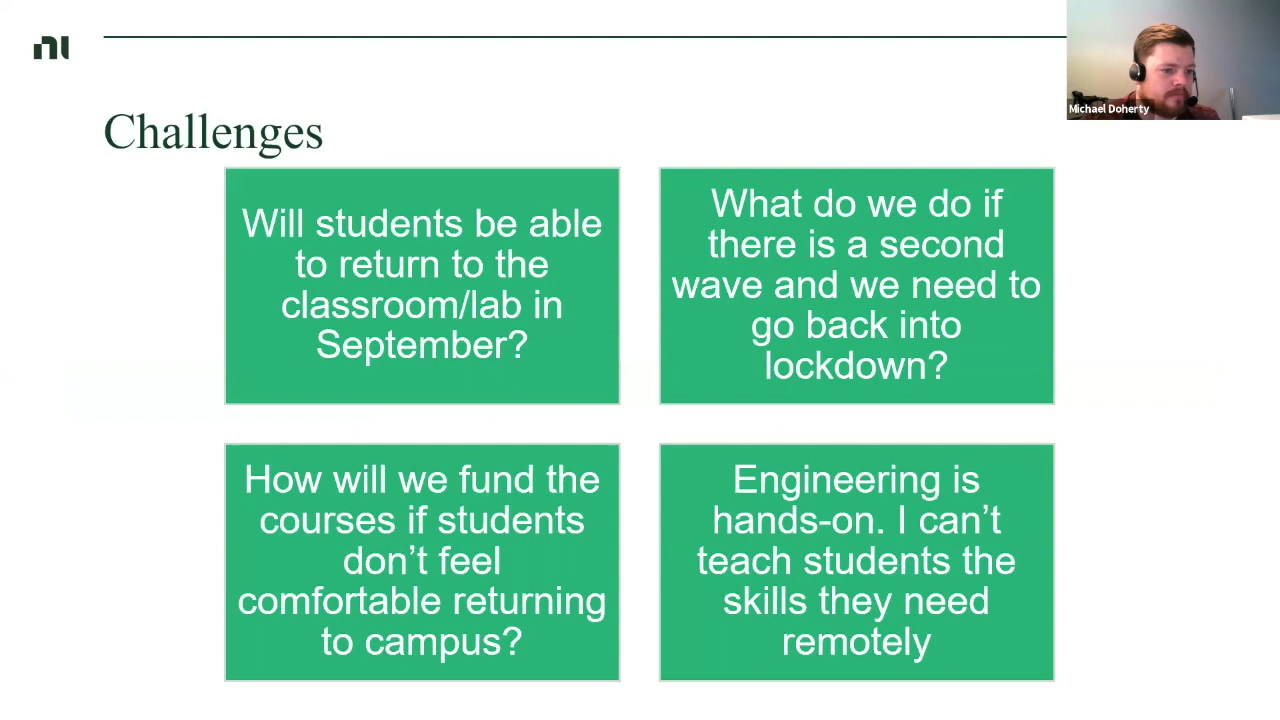 ni
Michael Doherty
Challenges
Will students be able
to return to the
classroom/lab in
September?
What do we do if
there is a second
wave and we need to
go back into
lockdown?
How will we fund the
courses if students
don’t feel
comfortable returning
to campus?
Engineering is
hands-on. I can’t
teach students the
skills they need
remotely